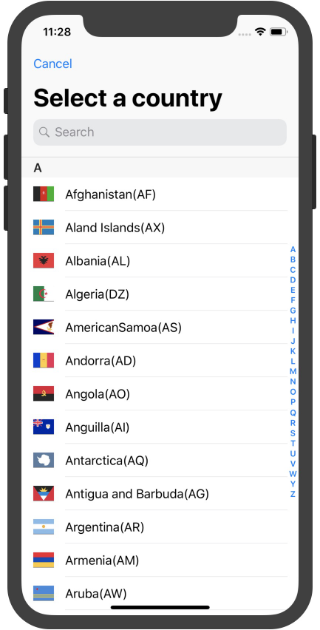 11:28
Cancel
Select a country
Search
A
Afghanistan(AF)
Aland Islands(AX)
Albania(AL)
Algeria(DZ)
AmericanSamoa(AS)
Andorra(AD)
Angola(AO)
Anguilla(AI)
Antarctica(AQ)
Antigua and Barbuda(AG)
Argentina(AR)
Armenia(AM)
Aruba(AW)
A
B
C
D
E
F
G
H
I
J
K
L
M
N
O
P
Q
R
S
T
U
V
W
Y
Z